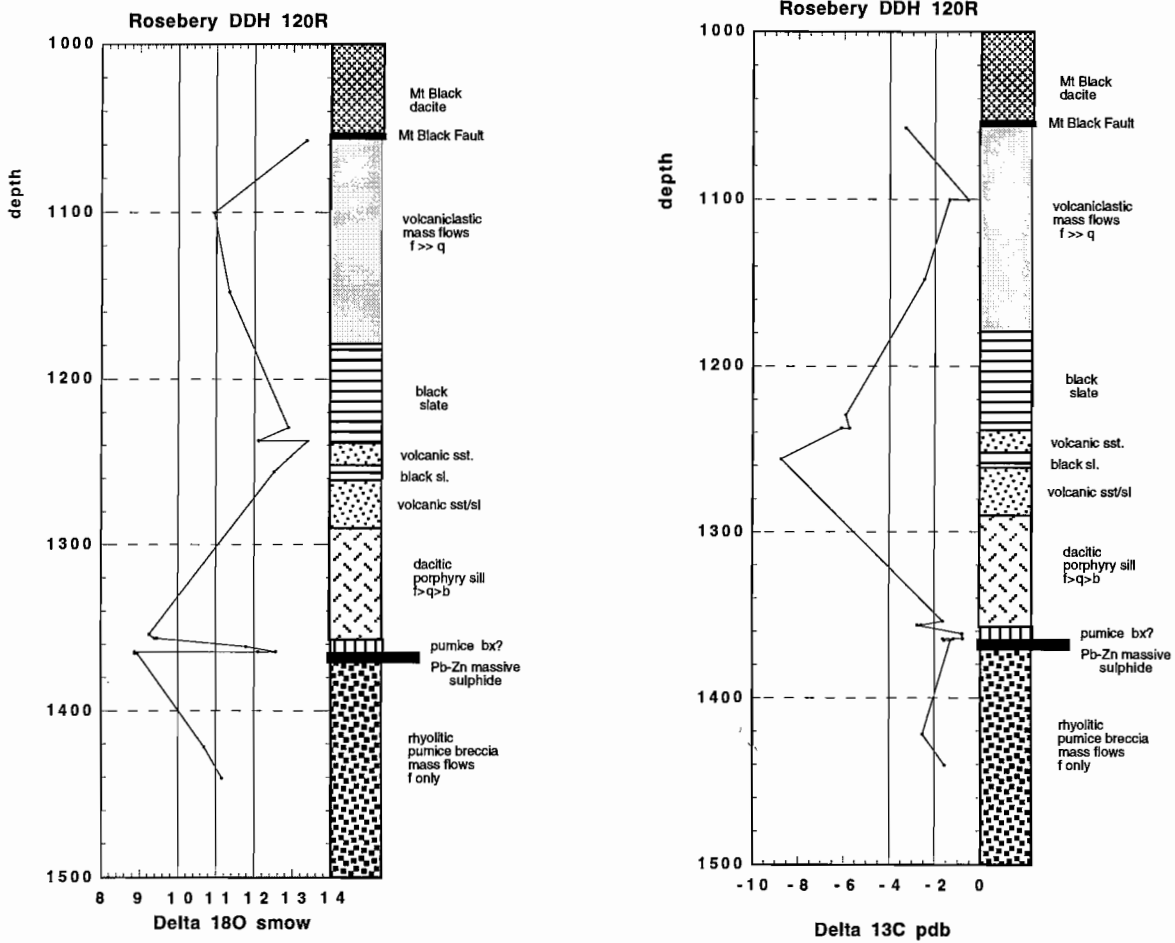 Rosebery DDH 120R
1000
1100
1200
1300
1400
1500
depth
8 9 10 11 12 13 14
Delta 18O smow
Mt Black
dacite
Mt Black Fault
volcaniclastic
mass flows
f >> q
black
slate
volcanic sst.
black sl.
volcanic sst/sl
dacitic
porphyry sill
f>q>b
pumice bx?
Pb-Zn massive
sulphide
rhyolitic
pumice breccia
mass flows
f only
Rosebery DDH 120R
1000
1100
1200
1300
1400
1500
depth
-10 -8 -6 -4 -2 0
Delta 13C pdb
Mt Black
dacite
Mt Black Fault
volcaniclastic
mass flows
f >> q
black
slate
volcanic sst.
black sl.
volcanic sst/sl
dacitic
porphyry sill
f>q>b
pumice bx?
Pb-Zn massive
sulphide
rhyolitic
pumice breccia
mass flows
f only